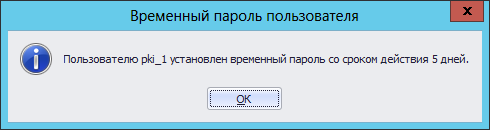 Временный пароль пользователя
Пользователю pki_1 установлен временный пароль со сроком действия 5 дней.
OK